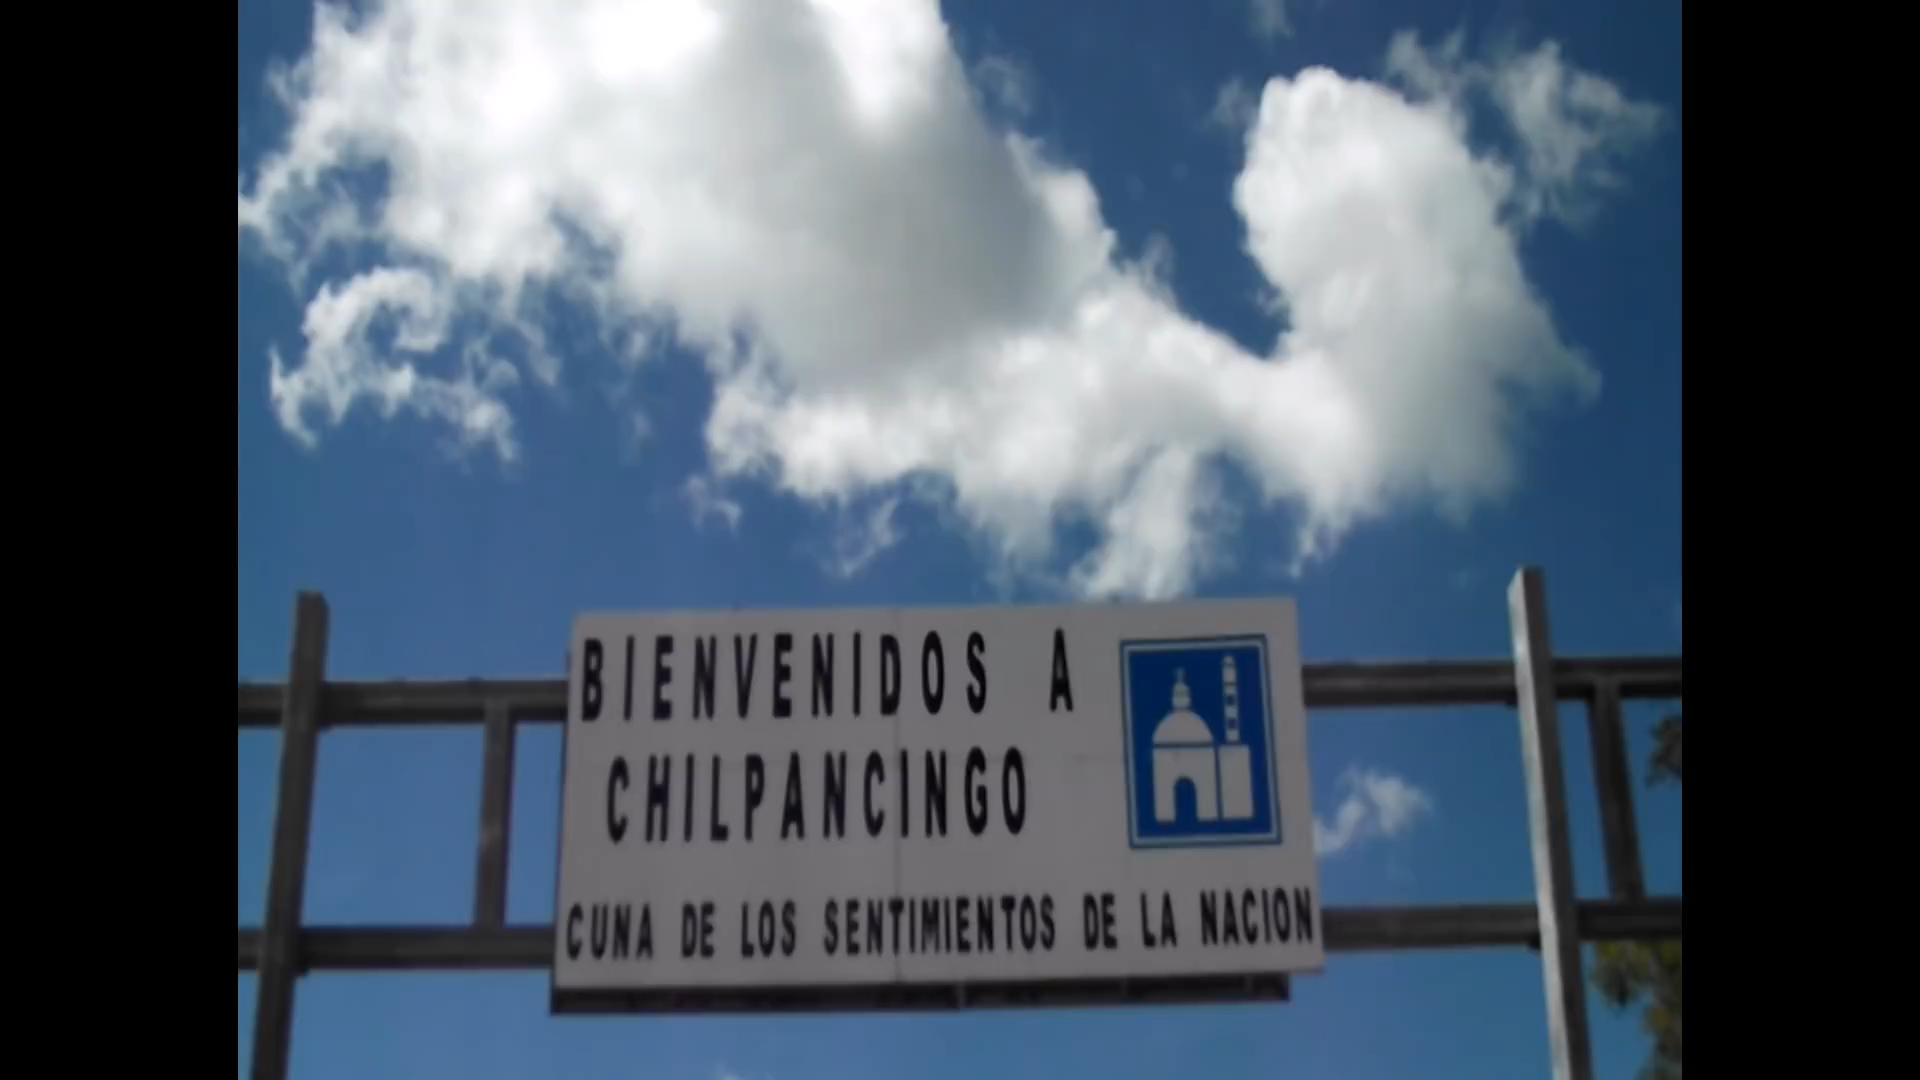 BIENVENIDOS A
CHILPANCINGO
CUNA DE LOS SENTIMIENTOS DE LA NACION